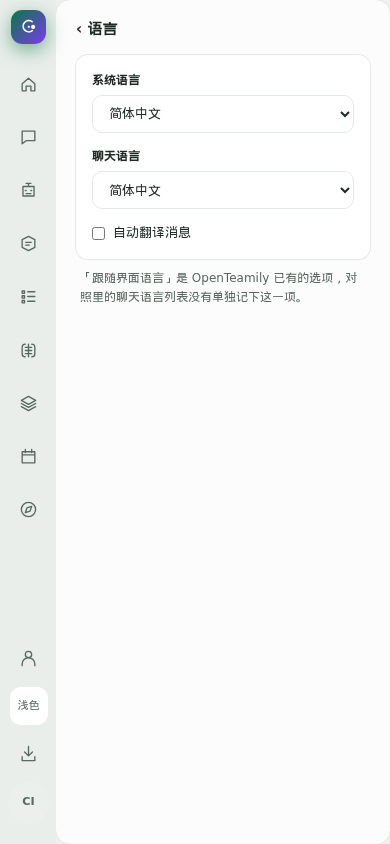 ‹ 语言
系统语言
简体中文
聊天语言
简体中文
自动翻译消息
「跟随界面语言」是 OpenTeamily 已有的选项，对
照里的聊天语言列表没有单独记下这一项。
浅色
CI